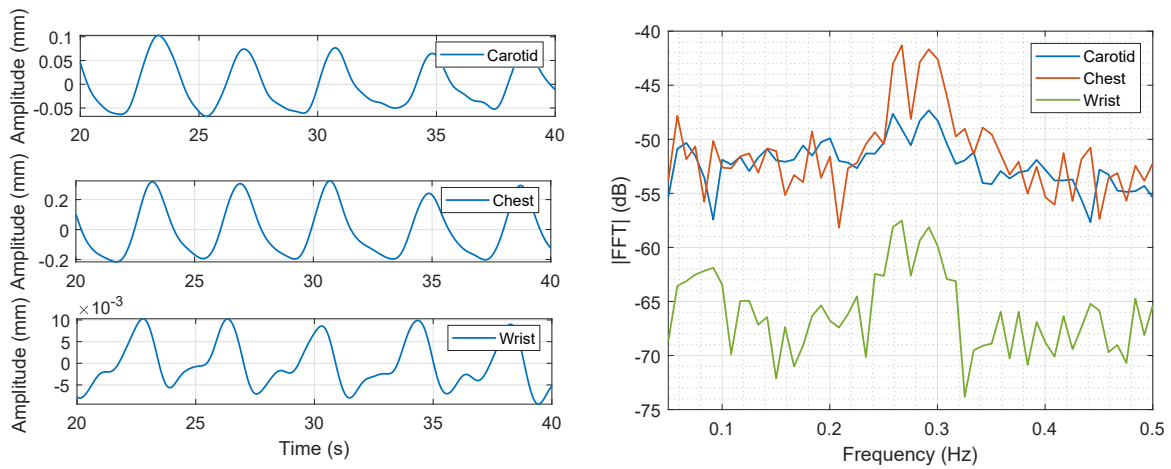 Amplitude (mm)
0.1
0.05
0
-0.05
Carotid
20 25 30 35 40
Amplitude (mm)
0.2
0
-0.2
Chest
20 25 30 35 40
Amplitude (mm)
×10-3
10
5
0
-5
Wrist
20 25 30 35 40
Time (s)
|FFT| (dB)
-40
-45
-50
-55
-60
-65
-70
-75
Carotid
Chest
Wrist
0.1 0.2 0.3 0.4 0.5
Frequency (Hz)